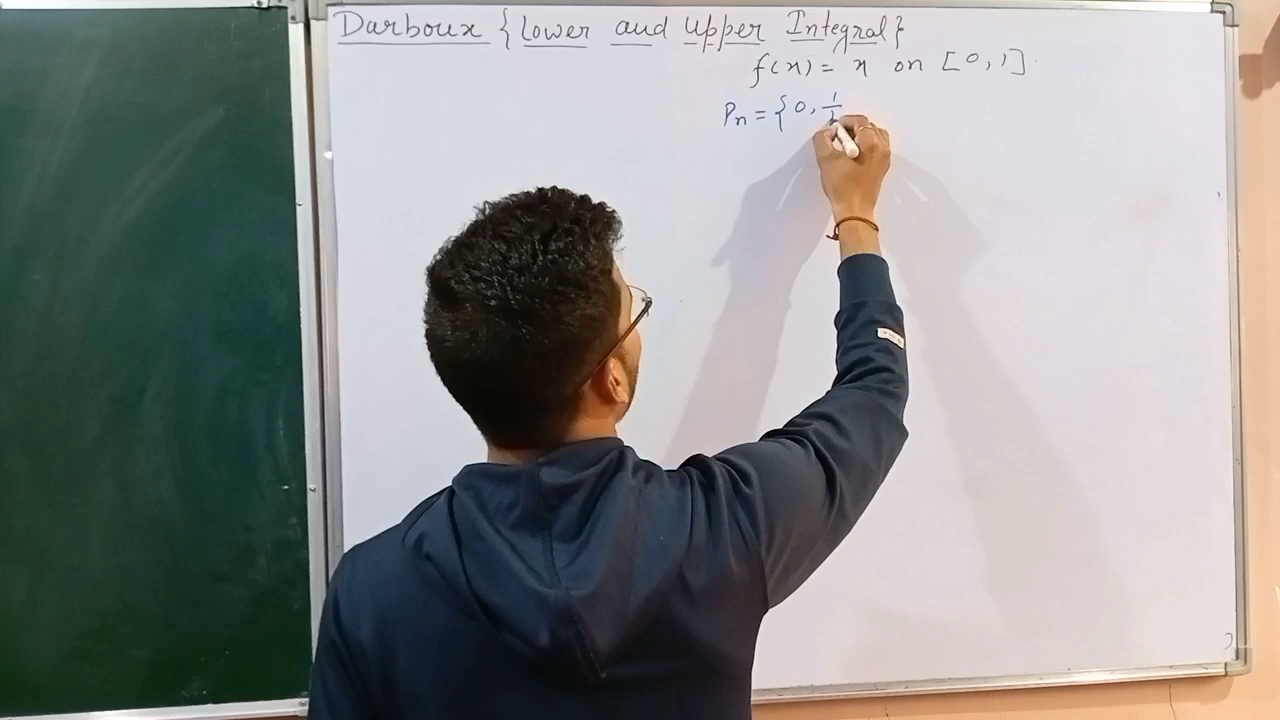 Darboux {Lower and Upper Integral}
f(x) = x on [0,1].
Pn = {0, 1